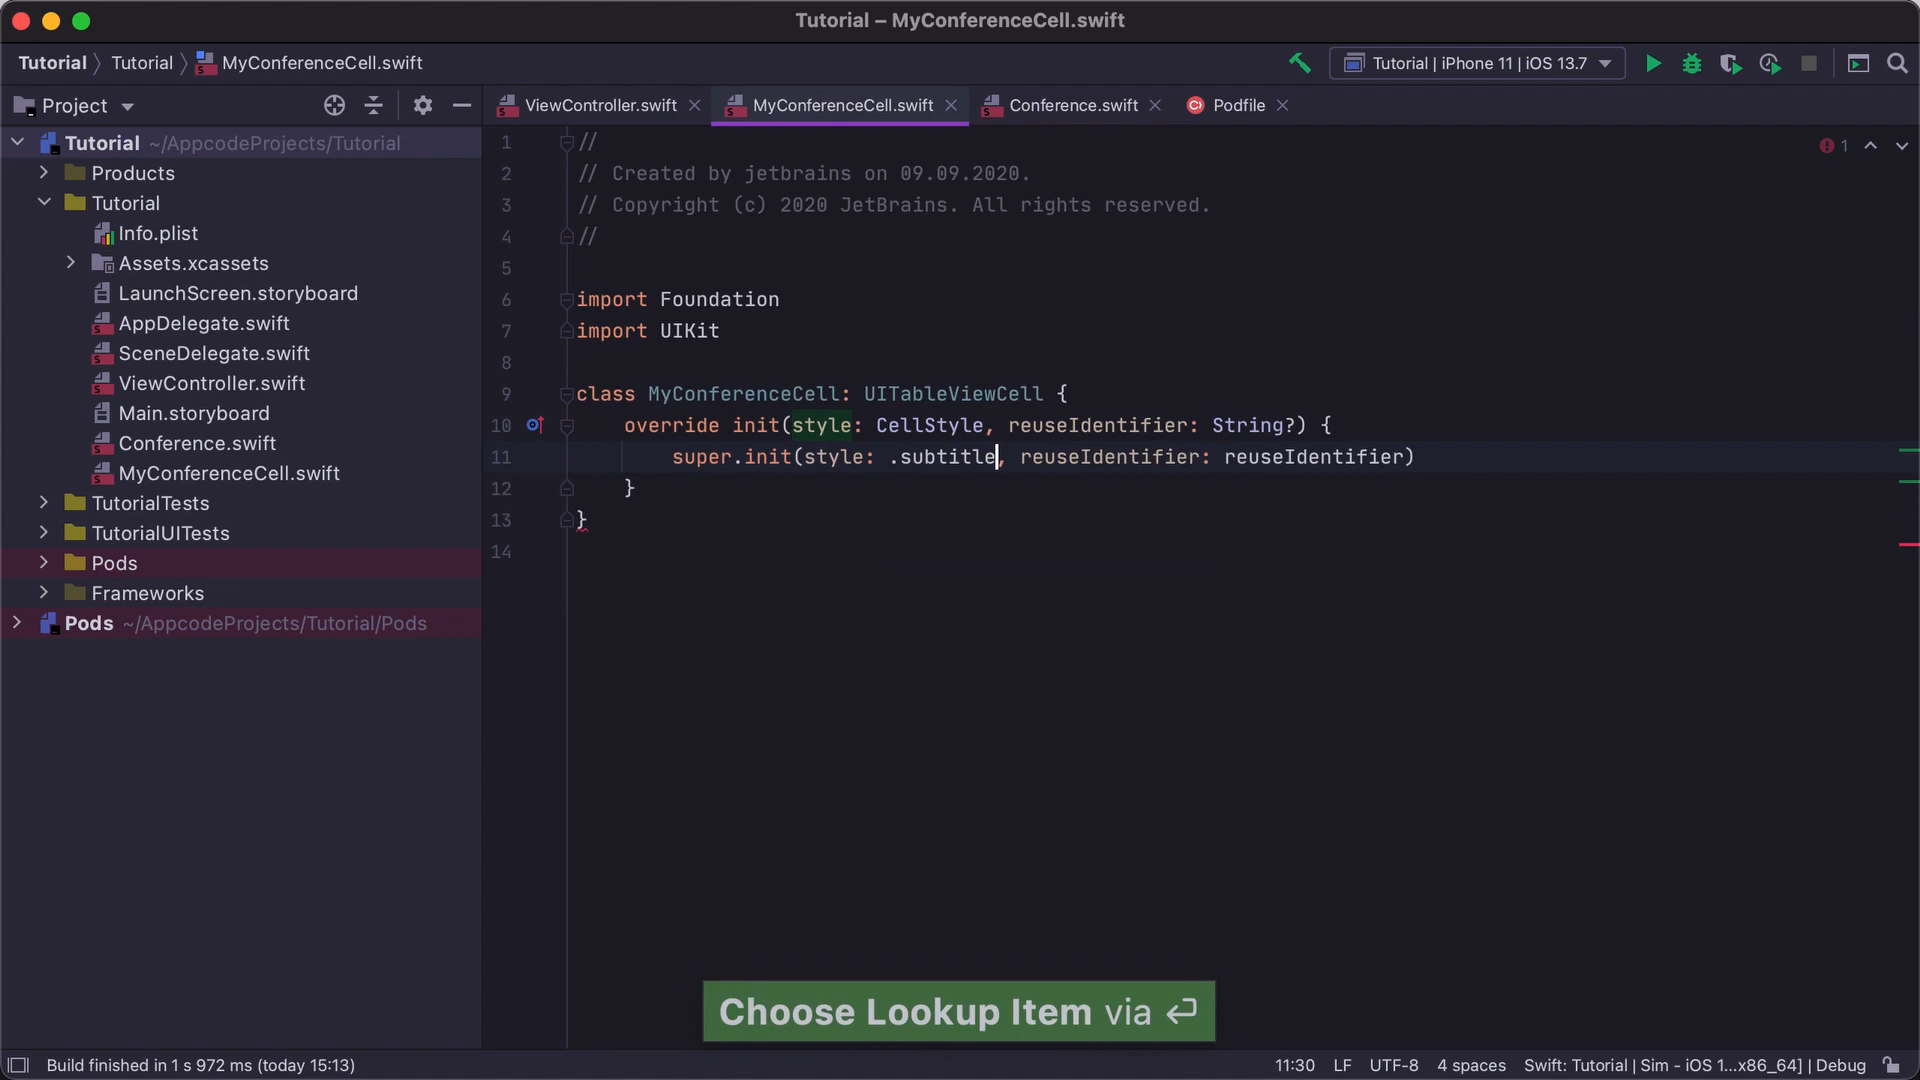 Tutorial – MyConferenceCell.swift
Tutorial 〉 Tutorial 〉 MyConferenceCell.swift
Tutorial | iPhone 11 | iOS 13.7
Project
ViewController.swift
MyConferenceCell.swift
Conference.swift
Podfile
Tutorial ~/AppcodeProjects/Tutorial
Products
Tutorial
Info.plist
Assets.xcassets
LaunchScreen.storyboard
AppDelegate.swift
SceneDelegate.swift
ViewController.swift
Main.storyboard
Conference.swift
MyConferenceCell.swift
TutorialTests
TutorialUITests
Pods
Frameworks
Pods ~/AppcodeProjects/Tutorial/Pods
1 //
2 // Created by jetbrains on 09.09.2020.
3 // Copyright (c) 2020 JetBrains. All rights reserved.
4 //
5
6 import Foundation
7 import UIKit
8
9 class MyConferenceCell: UITableViewCell {
10 override init(style: CellStyle, reuseIdentifier: String?) {
11 super.init(style: .subtitle, reuseIdentifier: reuseIdentifier)
12 }
13 }
14
1
Choose Lookup Item via ⏎
Build finished in 1 s 972 ms (today 15:13)
11:30 LF UTF-8 4 spaces Swift: Tutorial | Sim - iOS 1...x86_64] | Debug